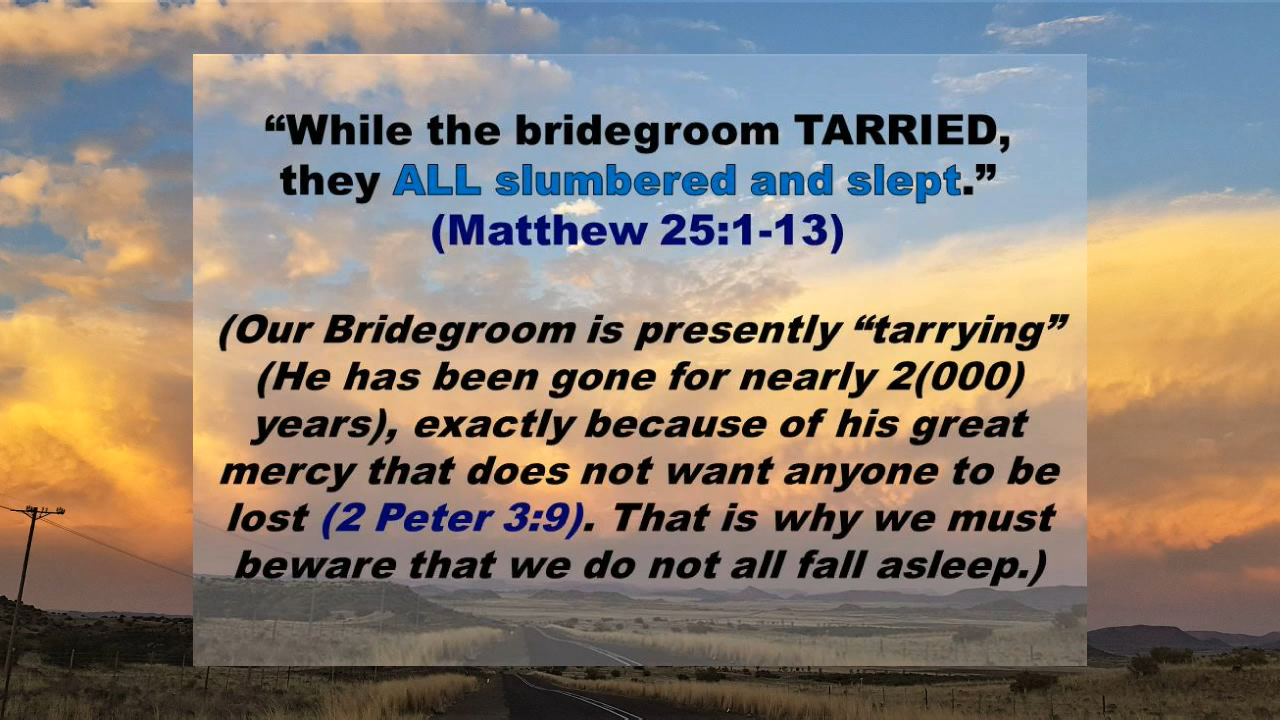 “While the bridegroom TARRIED,
they ALL slumbered and slept.”
(Matthew 25:1-13)
(Our Bridegroom is presently “tarrying”
(He has been gone for nearly 2(000)
years), exactly because of his great
mercy that does not want anyone to be
lost (2 Peter 3:9). That is why we must
beware that we do not all fall asleep.)